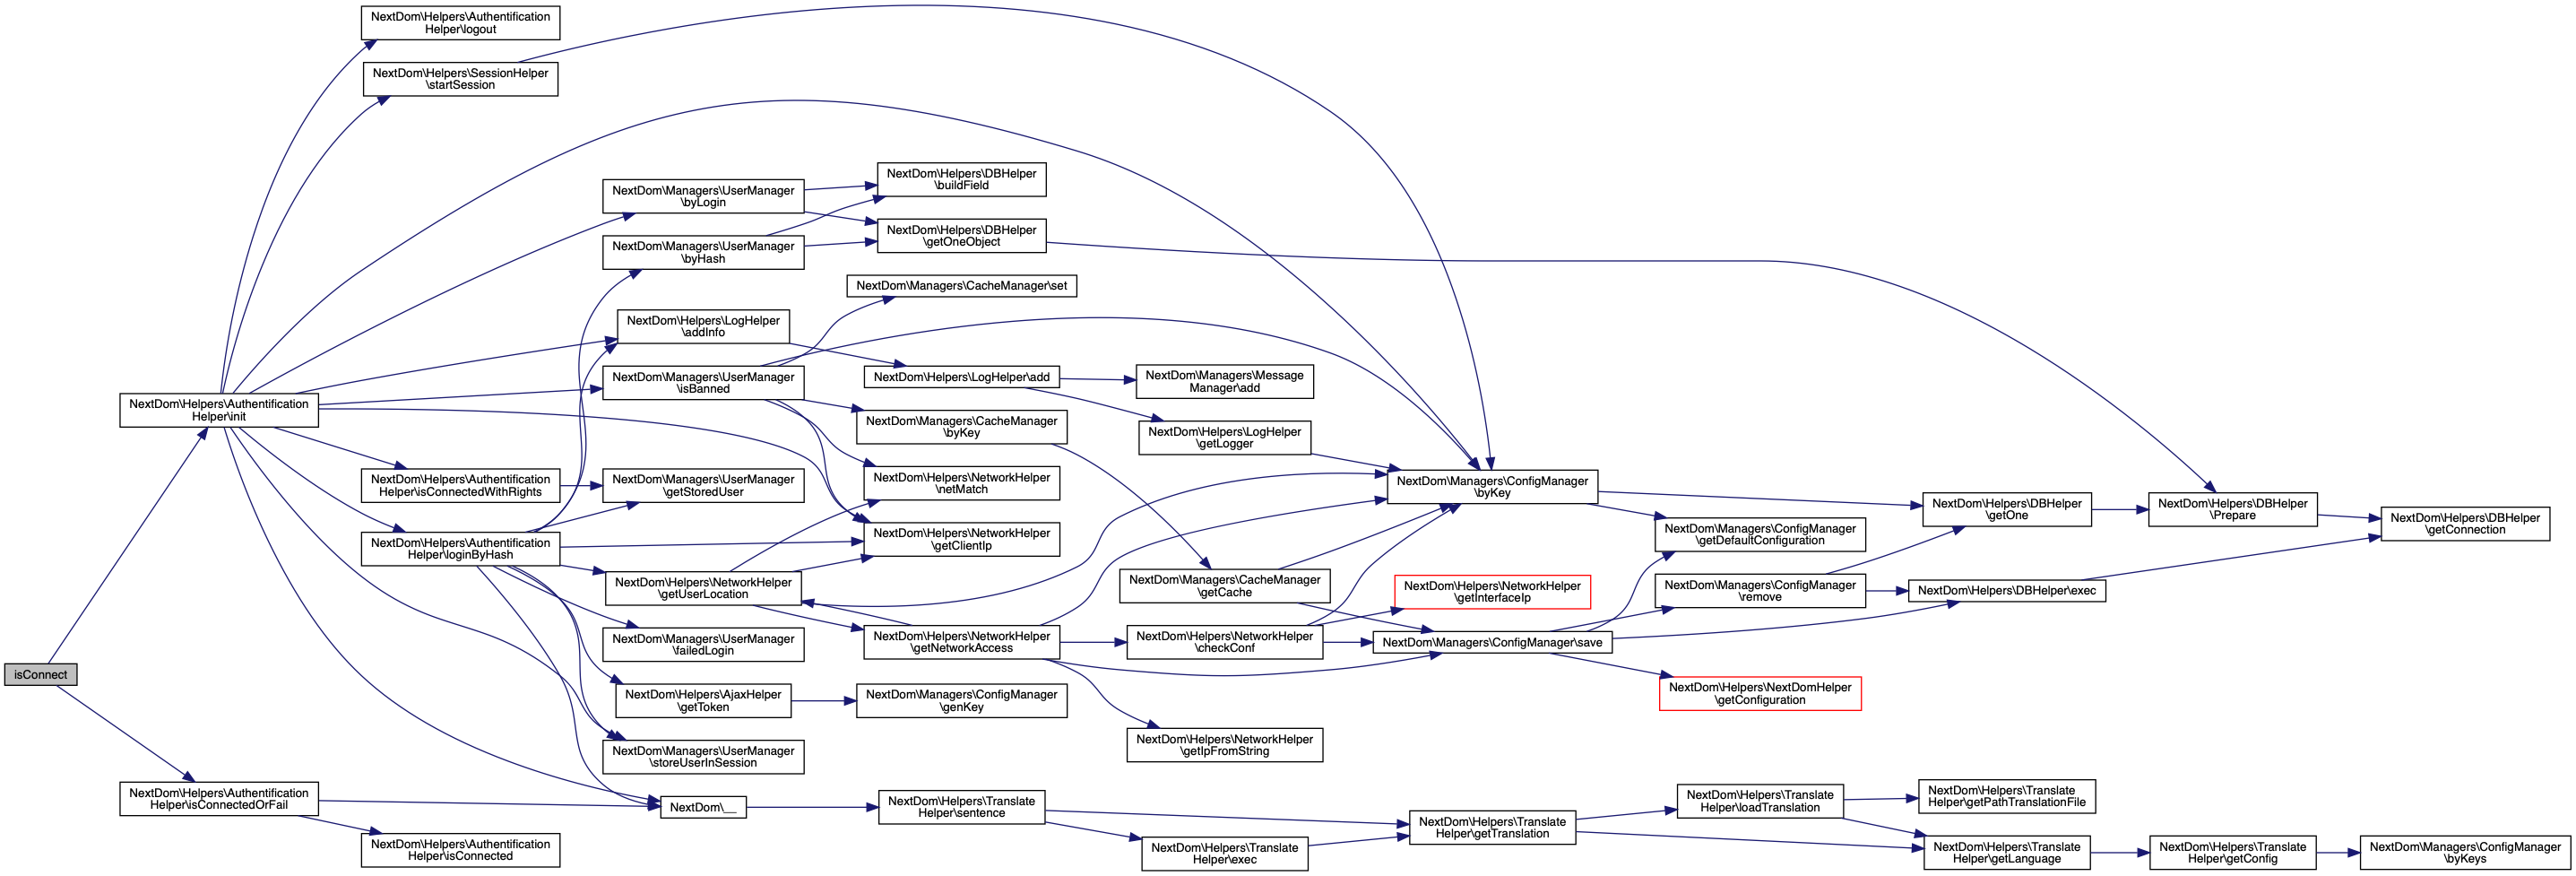 NextDom\Helpers\Authentification
Helper\logout
NextDom\Helpers\SessionHelper
\startSession
NextDom\Helpers\DBHelper
\buildField
NextDom\Managers\UserManager
\byLogin
NextDom\Helpers\DBHelper
\getOneObject
NextDom\Managers\UserManager
\byHash
NextDom\Managers\CacheManager\set
NextDom\Helpers\LogHelper
\addInfo
NextDom\Helpers\LogHelper\add
NextDom\Managers\Message
Manager\add
NextDom\Managers\UserManager
\isBanned
NextDom\Helpers\Authentification
Helper\init
NextDom\Managers\CacheManager
\byKey
NextDom\Helpers\LogHelper
\getLogger
NextDom\Helpers\Authentification
Helper\isConnectedWithRights
NextDom\Managers\UserManager
\getStoredUser
NextDom\Helpers\NetworkHelper
\netMatch
NextDom\Managers\ConfigManager
\byKey
NextDom\Helpers\DBHelper
\getOne
NextDom\Helpers\DBHelper
\Prepare
NextDom\Helpers\DBHelper
\getConnection
NextDom\Managers\ConfigManager
\getDefaultConfiguration
NextDom\Helpers\NetworkHelper
\getClientIp
NextDom\Helpers\Authentification
Helper\loginByHash
NextDom\Helpers\NetworkHelper
\getUserLocation
NextDom\Managers\CacheManager
\getCache
NextDom\Helpers\NetworkHelper
\getInterfaceIp
NextDom\Managers\ConfigManager
\remove
NextDom\Helpers\DBHelper\exec
NextDom\Managers\UserManager
\failedLogin
NextDom\Helpers\NetworkHelper
\getNetworkAccess
NextDom\Helpers\NetworkHelper
\checkConf
NextDom\Managers\ConfigManager\save
isConnect
NextDom\Helpers\AjaxHelper
\getToken
NextDom\Managers\ConfigManager
\genKey
NextDom\Helpers\NextDomHelper
\getConfiguration
NextDom\Helpers\NetworkHelper
\getIpFromString
NextDom\Managers\UserManager
\storeUserInSession
NextDom\Helpers\Authentification
Helper\isConnectedOrFail
NextDom\__
NextDom\Helpers\Translate
Helper\sentence
NextDom\Helpers\Translate
Helper\loadTranslation
NextDom\Helpers\Translate
Helper\getPathTranslationFile
NextDom\Helpers\Translate
Helper\getTranslation
NextDom\Helpers\Authentification
Helper\isConnected
NextDom\Helpers\Translate
Helper\exec
NextDom\Helpers\Translate
Helper\getLanguage
NextDom\Helpers\Translate
Helper\getConfig
NextDom\Managers\ConfigManager
\byKeys